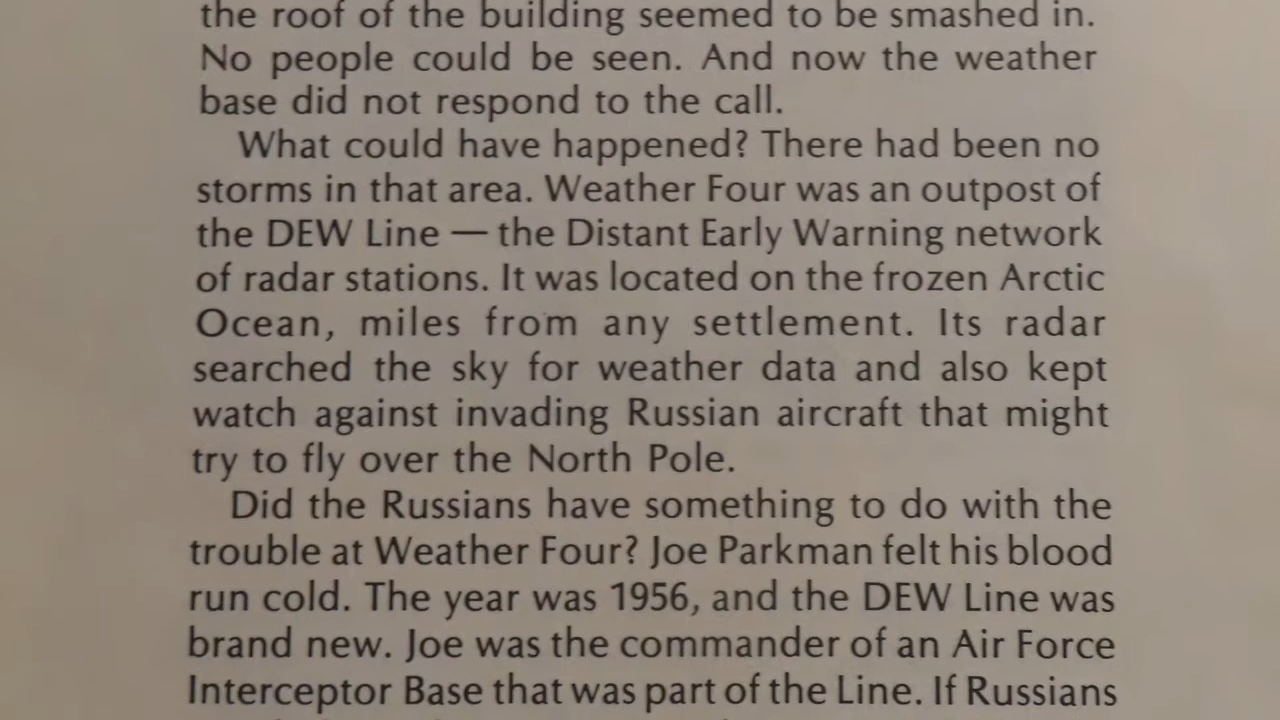 the roof of the building seemed to be smashed in.
No people could be seen. And now the weather
base did not respond to the call.
What could have happened? There had been no
storms in that area. Weather Four was an outpost of
the DEW Line — the Distant Early Warning network
of radar stations. It was located on the frozen Arctic
Ocean, miles from any settlement. Its radar
searched the sky for weather data and also kept
watch against invading Russian aircraft that might
try to fly over the North Pole.
Did the Russians have something to do with the
trouble at Weather Four? Joe Parkman felt his blood
run cold. The year was 1956, and the DEW Line was
brand new. Joe was the commander of an Air Force
Interceptor Base that was part of the Line. If Russians